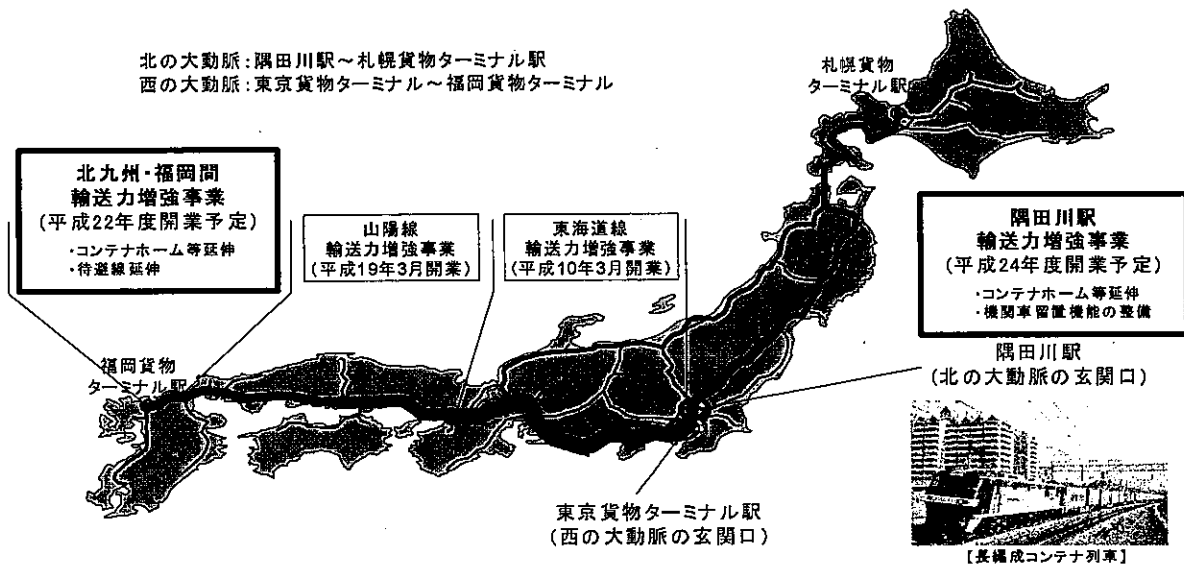 北の大動脈:隅田川駅~札幌貨物ターミナル駅
西の大動脈:東京貨物ターミナル~福岡貨物ターミナル
札幌貨物
ターミナル駅
北九州・福岡間
輸送力増強事業
(平成22年度開業予定)
・コンテナホーム等延伸
・待避線延伸
山陽線
輸送力増強事業
(平成19年3月開業)
東海道線
輸送力増強事業
(平成10年3月開業)
隅田川駅
輸送力増強事業
(平成24年度開業予定)
・コンテナホーム等延伸
・機関車留置機能の整備
福岡貨物
ターミナル駅
隅田川駅
(北の大動脈の玄関口)
東京貨物ターミナル駅
(西の大動脈の玄関口)
【長編成コンテナ列車】